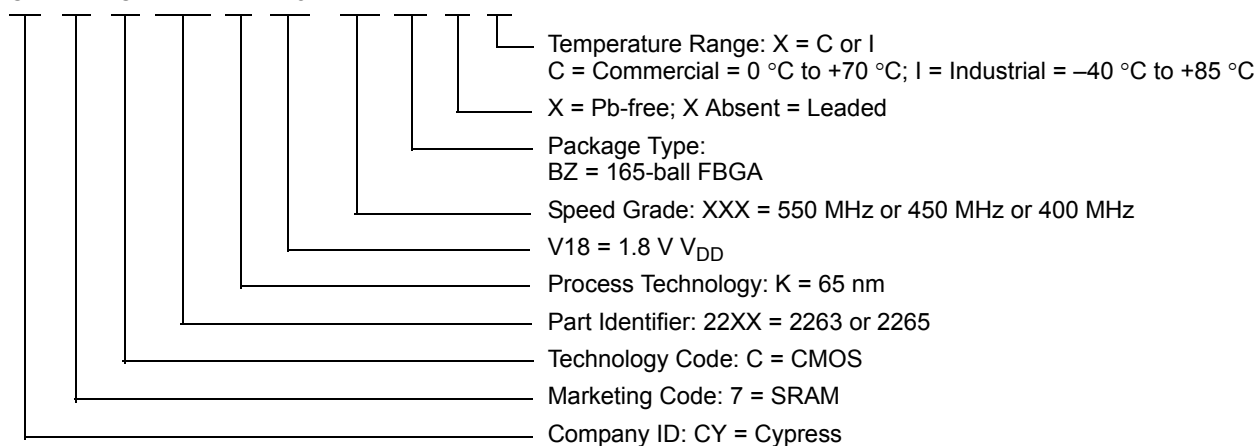 Temperature Range: X = C or I
C = Commercial = 0 °C to +70 °C; I = Industrial = –40 °C to +85 °C
X = Pb-free; X Absent = Leaded
Package Type:
BZ = 165-ball FBGA
Speed Grade: XXX = 550 MHz or 450 MHz or 400 MHz
V18 = 1.8 V VDD
Process Technology: K = 65 nm
Part Identifier: 22XX = 2263 or 2265
Technology Code: C = CMOS
Marketing Code: 7 = SRAM
Company ID: CY = Cypress